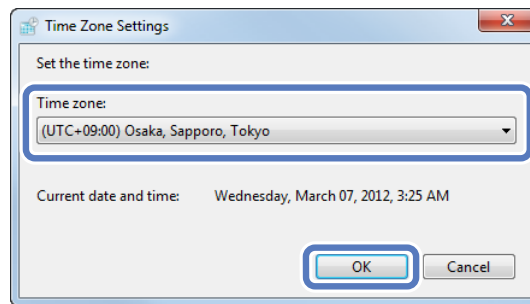 Time Zone Settings
Set the time zone:
Time zone:
(UTC+09:00) Osaka, Sapporo, Tokyo
Current date and time: Wednesday, March 07, 2012, 3:25 AM
OK Cancel